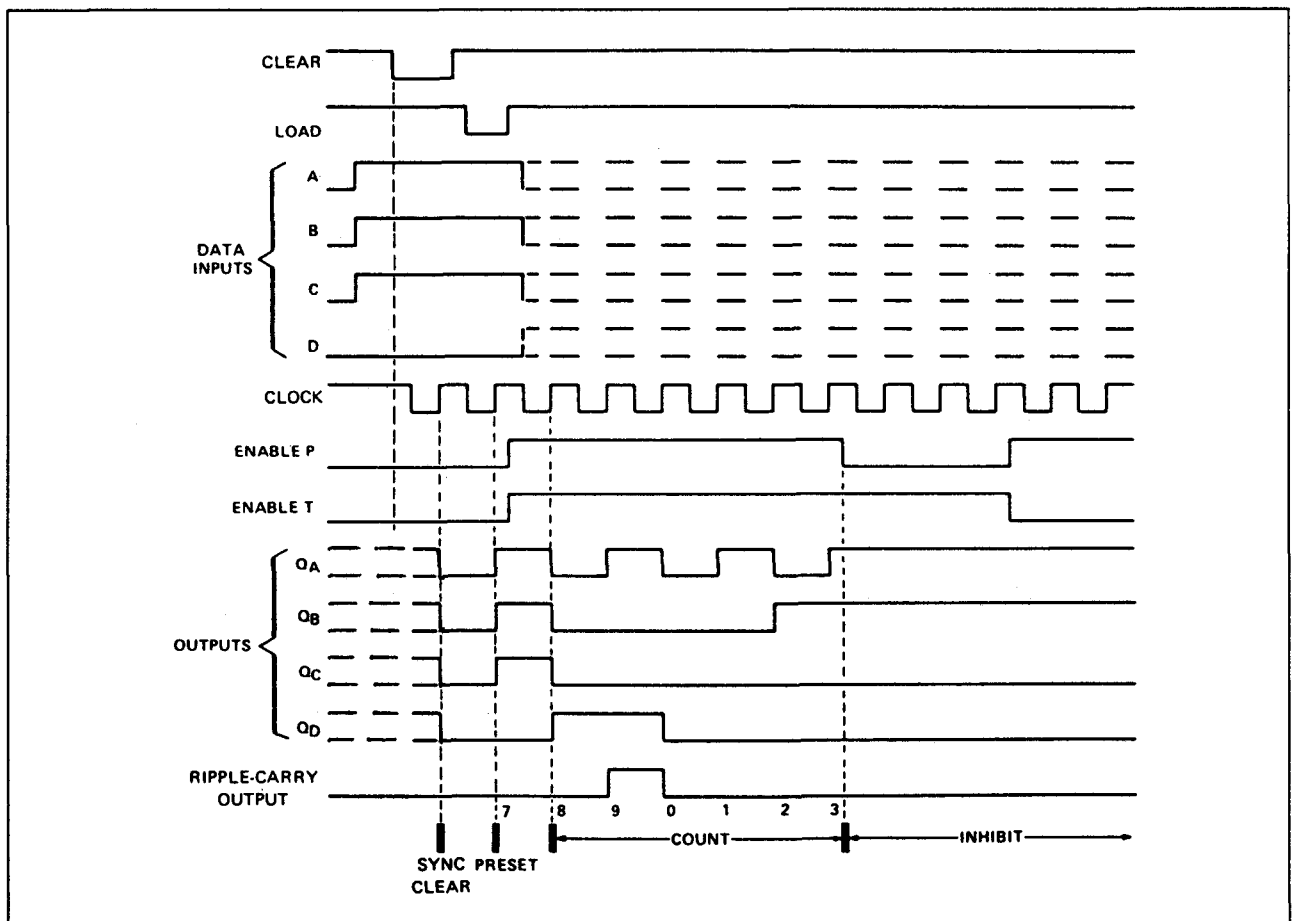 CLEAR
LOAD
A
B
DATA
INPUTS
C
D
CLOCK
ENABLE P
ENABLE T
QA
QB
OUTPUTS
QC
QD
RIPPLE-CARRY
OUTPUT
7 8 9 0 1 2 3
COUNT INHIBIT
SYNC PRESET
CLEAR